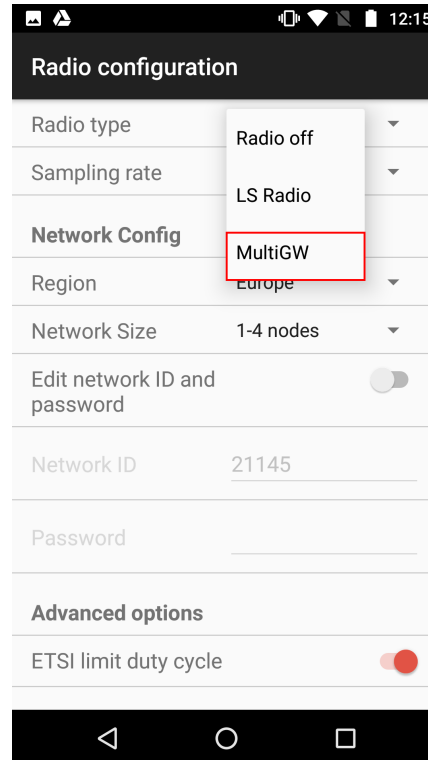 12:15
Radio configuration
Radio type
Radio off
Sampling rate
LS Radio
Network Config
MultiGW
Region
Europe
Network Size
1-4 nodes
Edit network ID and
password
Network ID
21145
Password
Advanced options
ETSI limit duty cycle